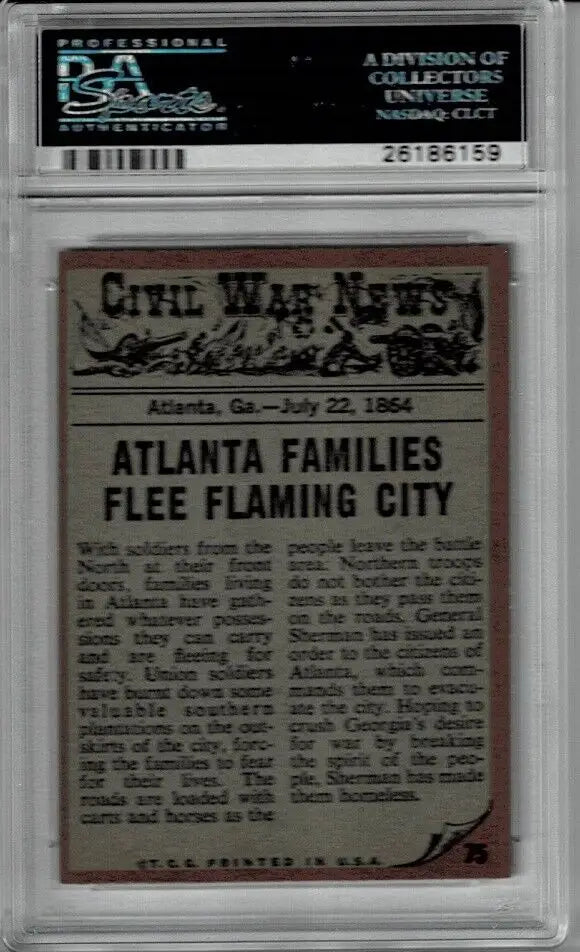 PROFESSIONAL
PSA
Sports
AUTHENTICATOR
A DIVISION OF
COLLECTORS
UNIVERSE
NASDAQ: CLCT
26186159
CIVIL WAR NEWS
Atlanta, Ga.—July 22, 1864
ATLANTA FAMILIES
FLEE FLAMING CITY
With soldiers from the
North at their front
doors, families living
in Atlanta have gath-
ered whatever posses-
sions they can carry
and are fleeing for
safety. Union soldiers
have burnt down some
valuable southern
plantations on the out-
skirts of the city, forc-
ing the families to fear
for their lives. The
roads are loaded with
carts and horses as the
people leave the battle
area. Northern troops
do not bother the citi-
zens as they pass them
on the roads. General
Sherman has issued an
order to the citizens of
Atlanta, which com-
mands them to evacu-
ate the city. Hoping to
crush Georgia's desire
for war by breaking
the spirit of the peo-
ple, Sherman has made
them homeless.
©T.C.G. PRINTED IN U.S.A.
75